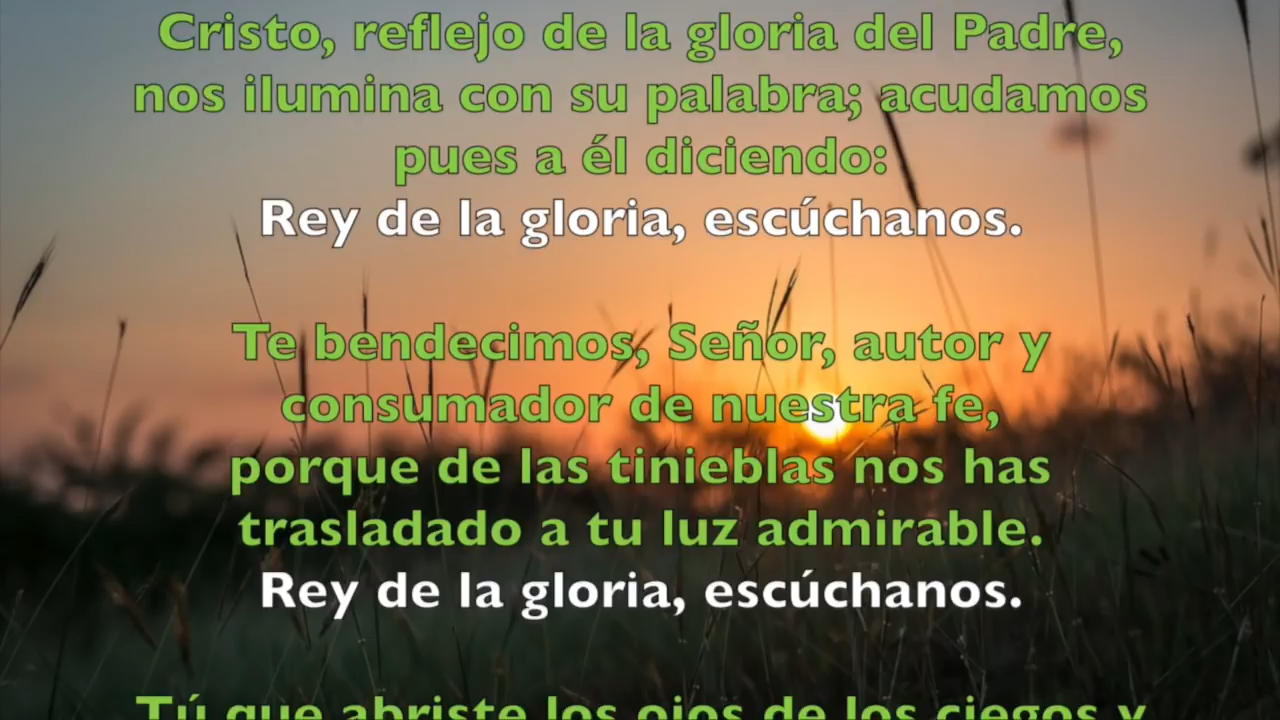 Cristo, reflejo de la gloria del Padre,
nos ilumina con su palabra; acudamos
pues a él diciendo:
Rey de la gloria, escúchanos.
Te bendecimos, Señor, autor y
consumador de nuestra fe,
porque de las tinieblas nos has
trasladado a tu luz admirable.
Rey de la gloria, escúchanos.
Tú que abriste los ojos de los ciegos y